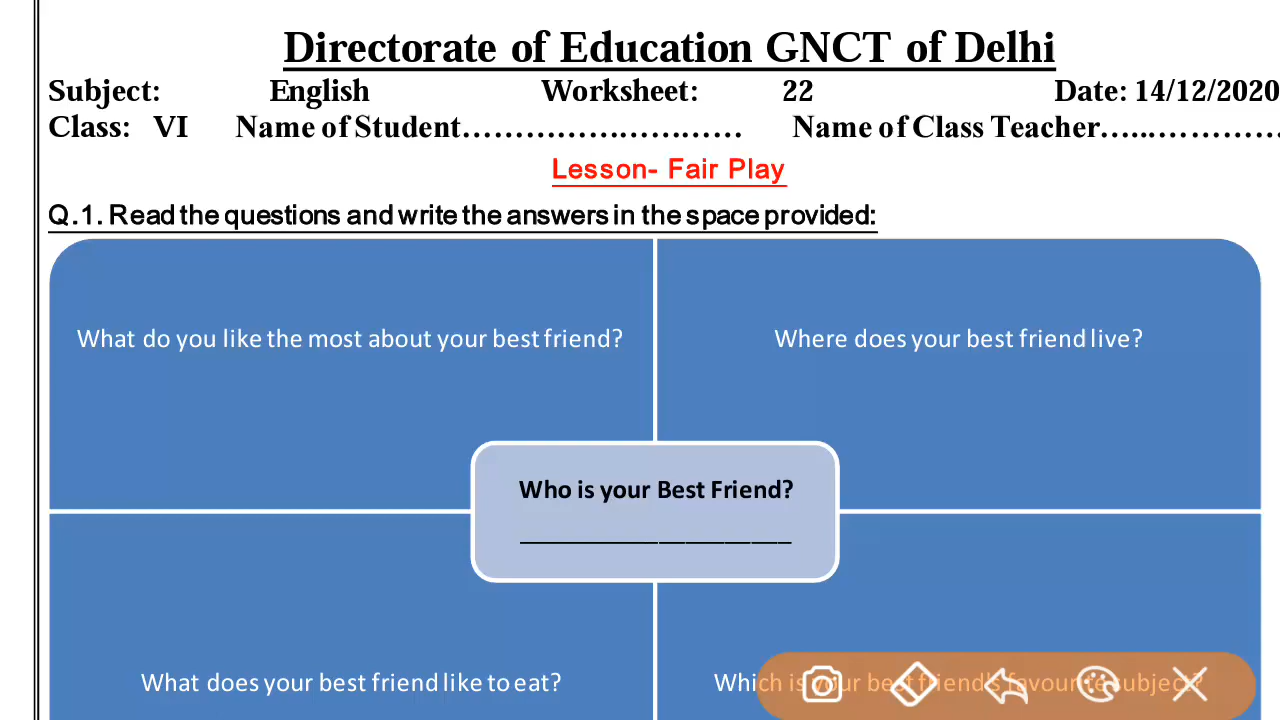 Directorate of Education GNCT of Delhi
Subject: English Worksheet: 22 Date: 14/12/2020
Class: VI Name of Student……………………… Name of Class Teacher…...…………
Lesson- Fair Play
Q.1. Read the questions and write the answers in the space provided:
What do you like the most about your best friend? Where does your best friend live?
Who is your Best Friend?
____________________
What does your best friend like to eat? Which is your best friend's favourite subject?